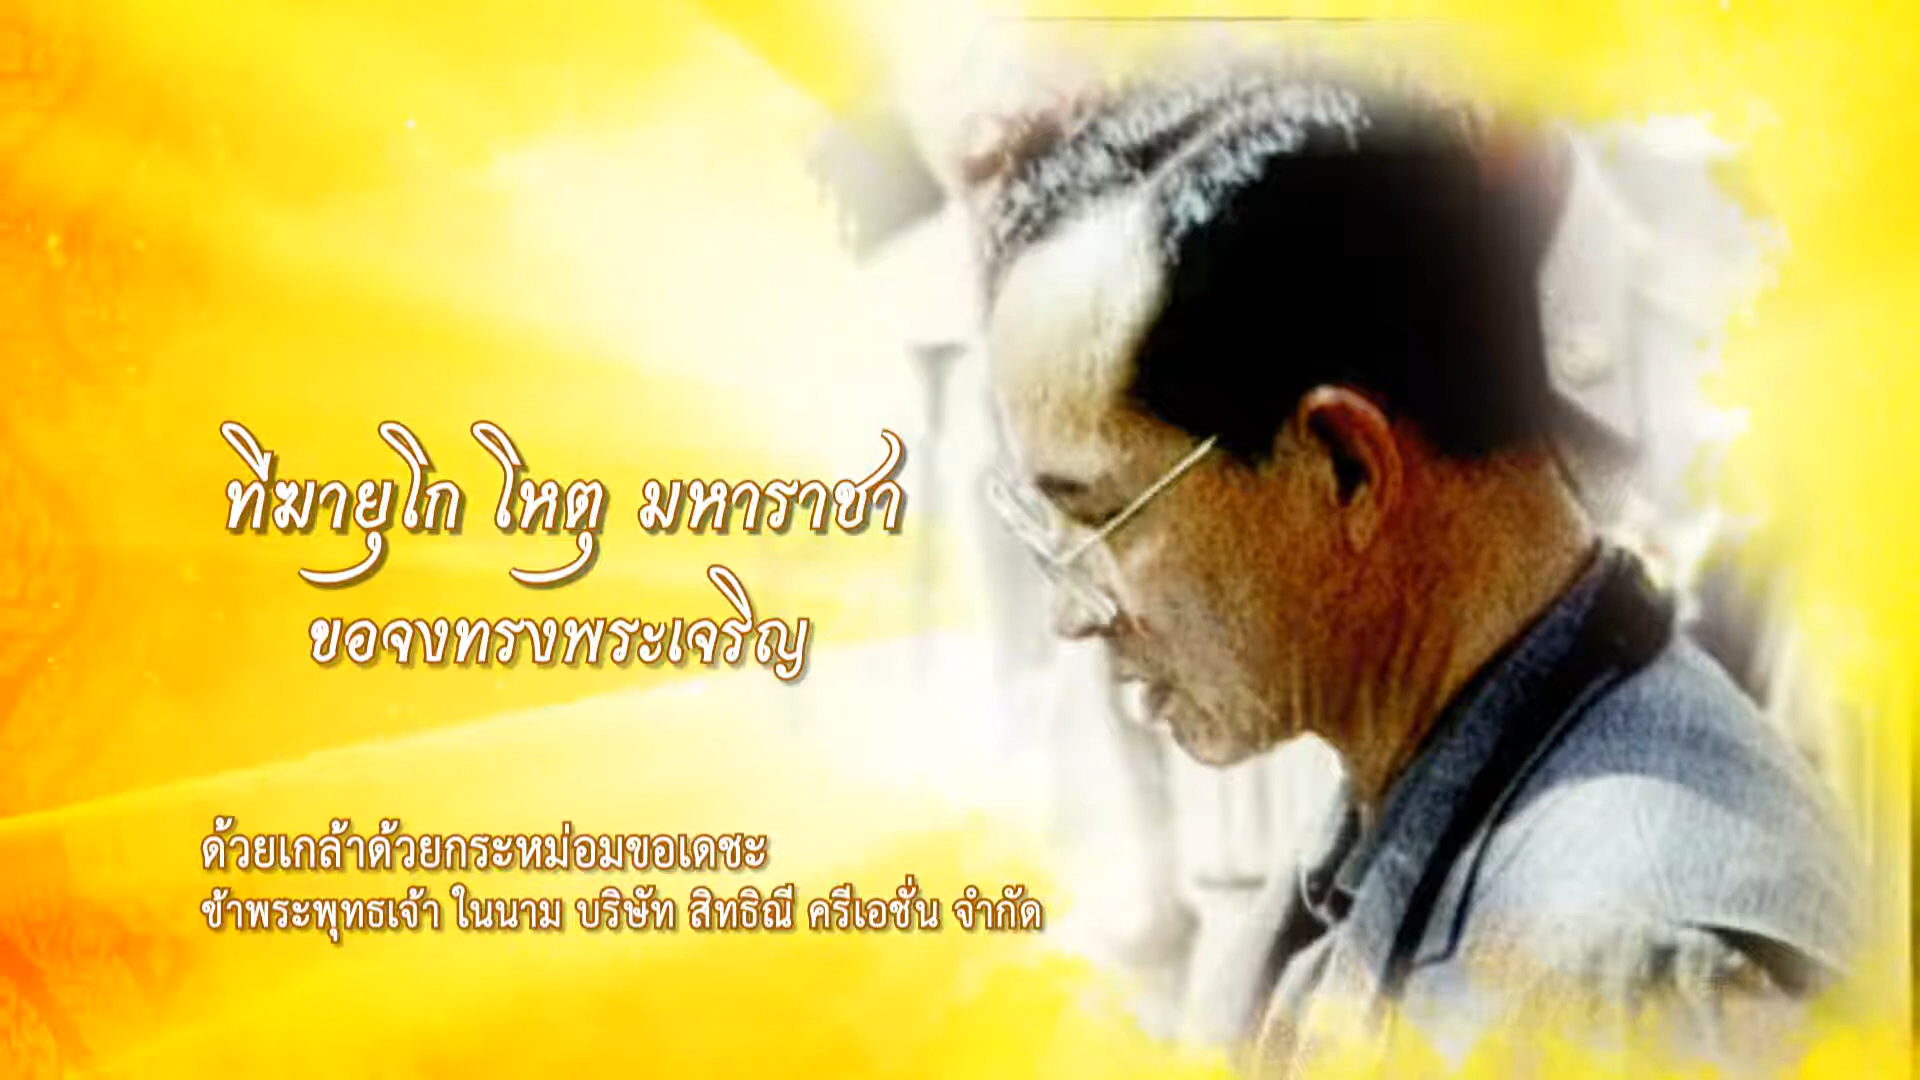 ทีฆายุโก โหตุ มหาราชา
ขอจงทรงพระเจริญ
ด้วยเกล้าด้วยกระหม่อมขอเดชะ
ข้าพระพุทธเจ้า ในนาม บริษัท สิทธิณี ครีเอชั่น จำกัด